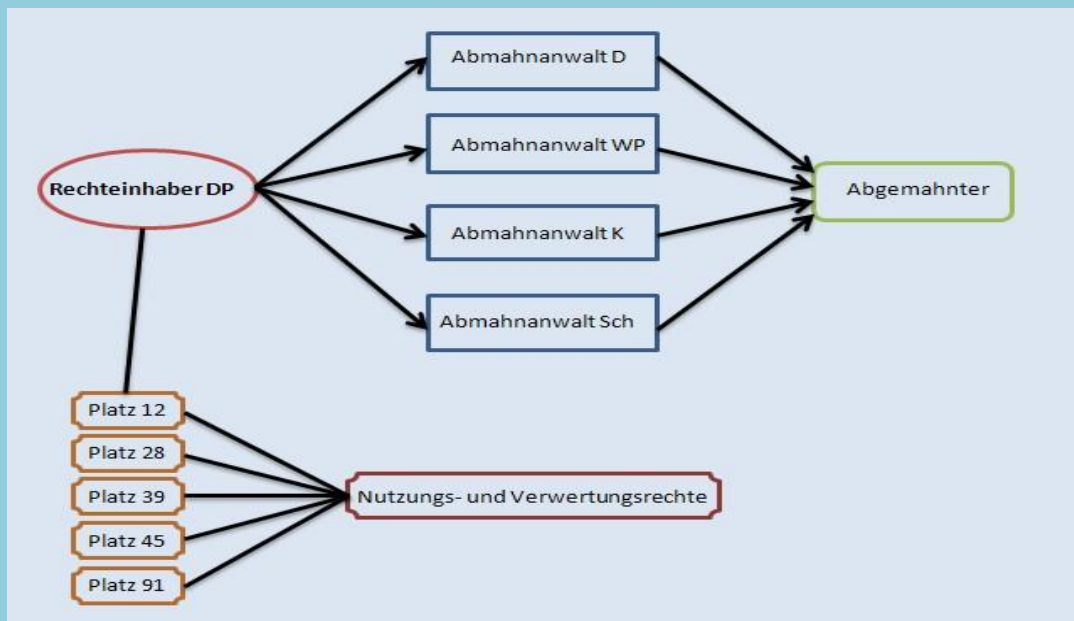 Abmahnanwalt D
Abmahnanwalt WP
Rechteinhaber DP
Abgemahnter
Abmahnanwalt K
Abmahnanwalt Sch
Platz 12
Platz 28
Platz 39
Nutzungs- und Verwertungsrechte
Platz 45
Platz 91